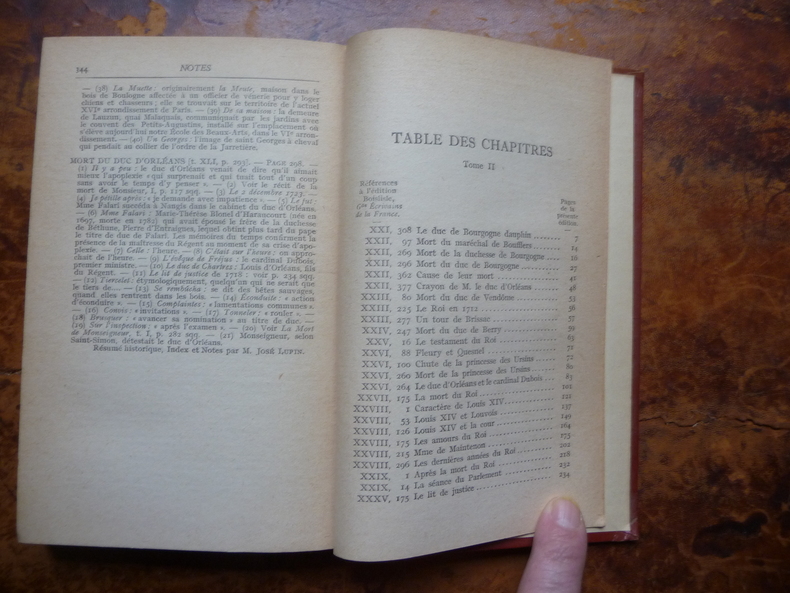 344 NOTES
— (38) La Muette : originairement la Meute, maison dans le
bois de Boulogne affectée à un officier de vénerie pour y loger
chiens et chasseurs ; elle se trouvait sur le territoire de l'actuel
XVIe arrondissement de Paris. — (39) De sa maison : la demeure
de Lauzun, quai Malaquais, communiquait par les jardins avec
le couvent des Petits-Augustins, installé sur l'emplacement où
s'élève aujourd'hui notre École des Beaux-Arts, dans le VIe arron-
dissement. — (40) Un Georges : l'image de saint Georges à cheval
qui pendait au collier de l'ordre de la Jarretière.
MORT DU DUC D'ORLÉANS [t. XLI, p. 295]. — PAGE 298. —
(1) Il y a peu : le duc d'Orléans venait de dire qu'il aimait
mieux l'apoplexie « qui surprenait et qui tuait tout d'un coup
sans avoir le temps d'y penser ». — (2) Voir le récit de la
mort de Monsieur, I, p. 117 sqq. — (3) Le 2 décembre 1723. —
(4) Je pétille après : « je demande avec impatience ». — (5) Le fut :
Mme Falari succéda à Nangis dans le cabinet du duc d'Orléans.
— (6) Mme Falari : Marie-Thérèse Blonel d'Haraucourt (née en
1697, morte en 1782) qui avait épousé le frère de la duchesse
de Béthune, Pierre d'Entraigues, lequel obtint plus tard du pape
le titre de duc de Falari. Les mémoires du temps confirment la
présence de la maîtresse du Régent au moment de sa crise d'apo-
plexie. — (7) Celle : l'heure. — (8) C'était sur l'heure : on appro-
chait de l'heure. — (9) L'évêque de Fréjus : le cardinal Dubois,
premier ministre. — (10) Le duc de Chartres : Louis d'Orléans, fils
du Régent. — (11) Le lit de justice de 1718 : voir p. 234 sqq.
— (12) Tiercelet : étymologiquement, quelqu'un qui ne serait que
le tiers de... — (13) Se rembûcha : se dit des bêtes sauvages,
quand elles rentrent dans les bois. — (14) Éconduite : « action
d'éconduire ». — (15) Complaintes : « lamentations communes ».
— (16) Convois : « invitations ». — (17) Tonneler : « rouler ». —
(18) Brusquer : « avancer sa nomination » au titre de duc. —
(19) Sur l'inspection : « après l'examen ». — (20) Voir La Mort
de Monseigneur, t. I, p. 282 sqq. — (21) Monseigneur, selon
Saint-Simon, détestait le duc d'Orléans.
Résumé historique, Index et Notes par M. JOSÉ LUPIN.
TABLE DES CHAPITRES
Tome II
Références
à l'édition
Boislisle,
Gds Écrivains
de la France.
Pages
de la
présente
édition.
XXI, 308 Le duc de Bourgogne dauphin 7
XXII, 97 Mort du maréchal de Boufflers 14
XXII, 269 Mort de la duchesse de Bourgogne 16
XXII, 296 Mort du duc de Bourgogne 27
XXII, 362 Cause de leur mort 41
XXII, 377 Crayon de M. le duc d'Orléans 46
XXIII, 80 Mort du duc de Vendôme 55
XXIII, 225 Le Roi en 1712 56
XXIII, 277 Un tour de Brissac 57
XXIV, 247 Mort du duc de Berry 59
XXV, 16 Le testament du Roi 65
XXVI, 88 Fleury et Quesnel 71
XXVI, 100 Chute de la princesse des Ursins 72
XXVI, 260 Mort de la princesse des Ursins 80
XXVI, 264 Le duc d'Orléans et le cardinal Dubois 83
XXVII, 175 La mort du Roi 102
XXVIII, 1 Caractère de Louis XIV 121
XXVIII, 53 Louis XIV et Louvois 137
XXVIII, 126 Louis XIV et la cour 149
XXVIII, 175 Les amours du Roi 164
XXVIII, 215 Mme de Maintenon 175
XXVIII, 296 Les dernières années du Roi 202
XXIX, 1 Après la mort du Roi 218
XXIX, 14 La séance du Parlement 232
XXXV, 175 Le lit de justice 234